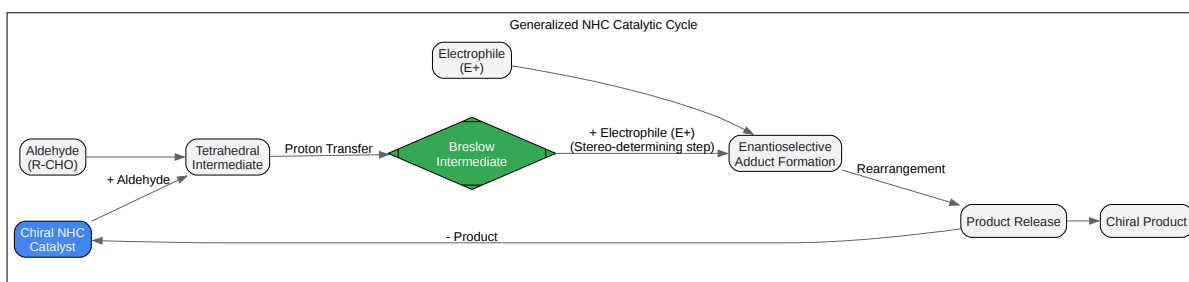 Generalized NHC Catalytic Cycle
Electrophile
(E+)
Aldehyde
(R-CHO)
Tetrahedral
Intermediate
Proton Transfer
Breslow
Intermediate
+ Electrophile (E+)
(Stereo-determining step)
Enantioselective
Adduct Formation
+ Aldehyde
Rearrangement
Chiral NHC
Catalyst
- Product
Product Release
Chiral Product